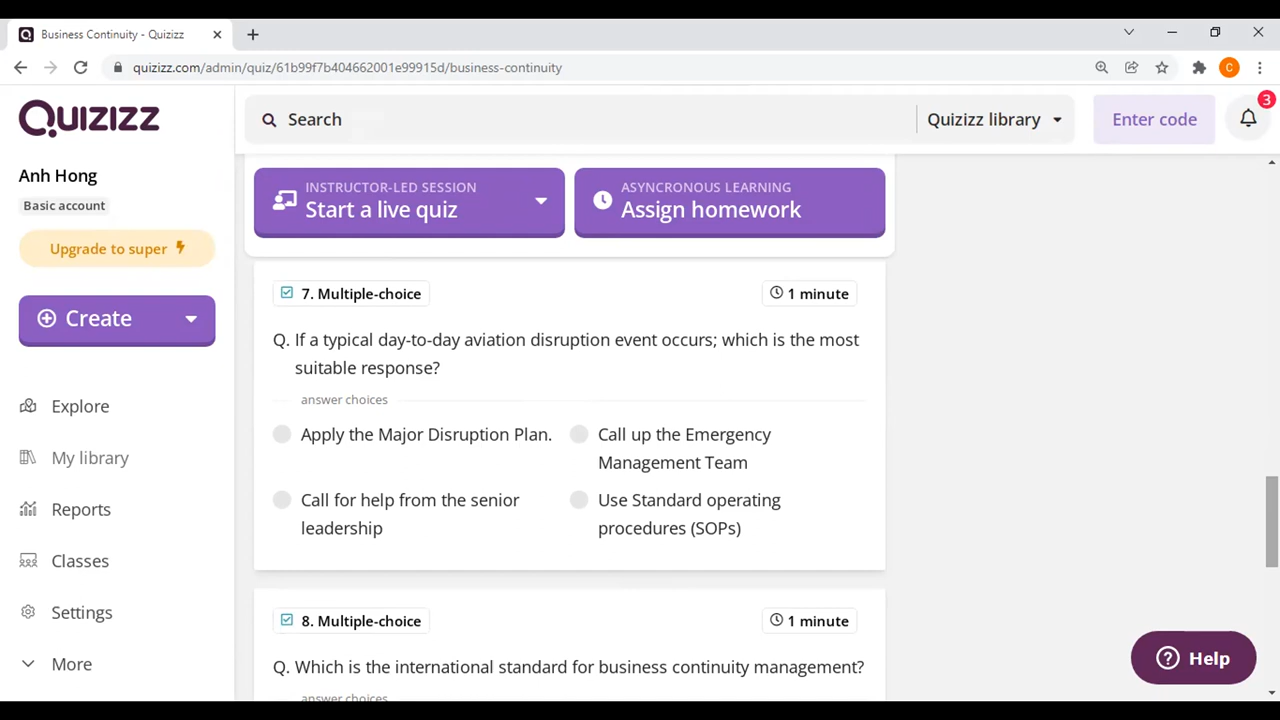 Business Continuity - Quizizz
quizizz.com/admin/quiz/61b99f7b404662001e99915d/business-continuity
C
QUIZIZZ
Search
Quizizz library
Enter code
3
Anh Hong
Basic account
Upgrade to super
Create
Explore
My library
Reports
Classes
Settings
More
INSTRUCTOR-LED SESSION
Start a live quiz
ASYNCRONOUS LEARNING
Assign homework
7. Multiple-choice
1 minute
Q. If a typical day-to-day aviation disruption event occurs; which is the most
suitable response?
answer choices
Apply the Major Disruption Plan.
Call up the Emergency
Management Team
Call for help from the senior
leadership
Use Standard operating
procedures (SOPs)
8. Multiple-choice
1 minute
Q. Which is the international standard for business continuity management?
answer choices
Help